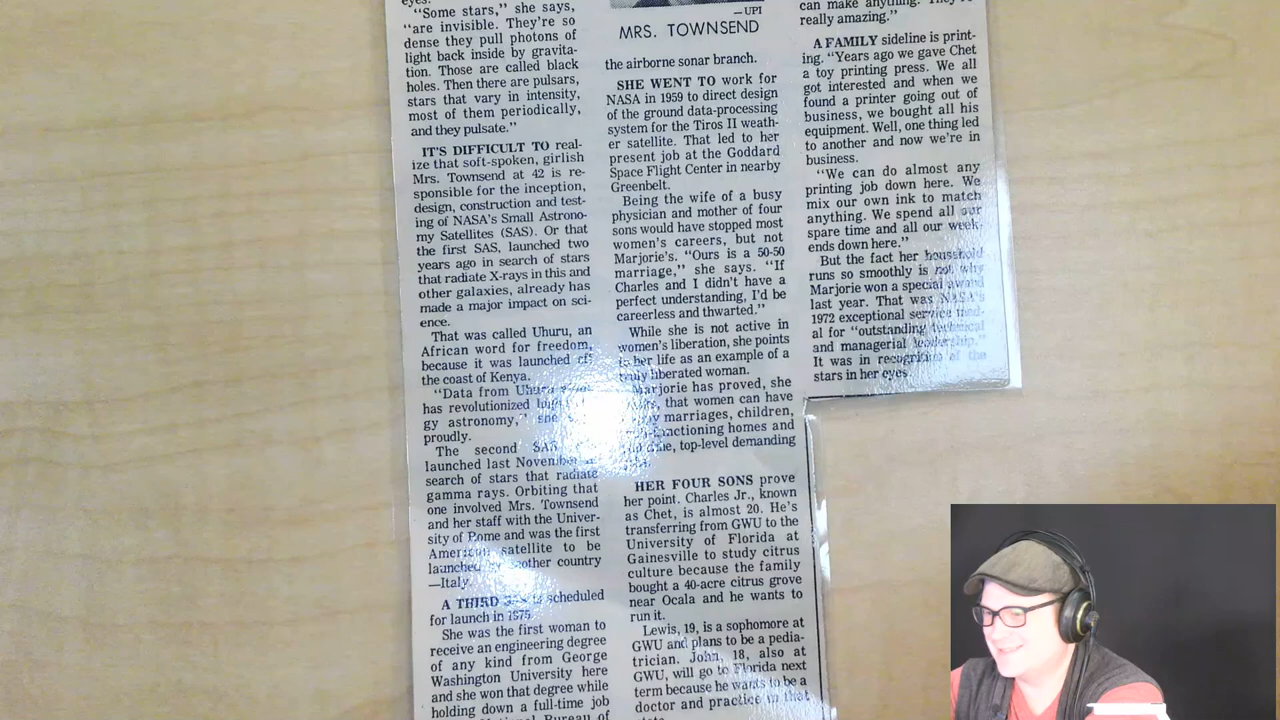 eyes.
"Some stars," she says,
"are invisible. They're so
dense they pull photons of
light back inside by gravita-
tion. Those are called black
holes. Then there are pulsars,
stars that vary in intensity,
most of them periodically,
and they pulsate."
IT'S DIFFICULT TO real-
ize that soft-spoken, girlish
Mrs. Townsend at 42 is re-
sponsible for the inception,
design, construction and test-
ing of NASA's Small Astrono-
my Satellites (SAS). Or that
the first SAS, launched two
years ago in search of stars
that radiate X-rays in this and
other galaxies, already has
made a major impact on sci-
ence.
That was called Uhuru, an
African word for freedom,
because it was launched off
the coast of Kenya.
"Data from Uhuru
has revolutionized
gy astronomy," she
proudly.
The second SAS
launched last November in
search of stars that radiate
gamma rays. Orbiting that
one involved Mrs. Townsend
and her staff with the Univer-
sity of Rome and was the first
American satellite to be
launched by another country
—Italy.
A THIRD SAS is scheduled
for launch in 1975.
She was the first woman to
receive an engineering degree
of any kind from George
Washington University here
and she won that degree while
holding down a full-time job
Bureau of
—UPI
MRS. TOWNSEND
the airborne sonar branch.
SHE WENT TO work for
NASA in 1959 to direct design
of the ground data-processing
system for the Tiros II weath-
er satellite. That led to her
present job at the Goddard
Space Flight Center in nearby
Greenbelt.
Being the wife of a busy
physician and mother of four
sons would have stopped most
women's careers, but not
Marjorie's. "Ours is a 50-50
marriage," she says. "If
Charles and I didn't have a
perfect understanding, I'd be
careerless and thwarted."
While she is not active in
women's liberation, she points
to her life as an example of a
truly liberated woman.
Marjorie has proved, she
that women can have
marriages, children,
functioning homes and
top-level demanding
HER FOUR SONS prove
her point. Charles Jr., known
as Chet, is almost 20. He's
transferring from GWU to the
University of Florida at
Gainesville to study citrus
culture because the family
bought a 40-acre citrus grove
near Ocala and he wants to
run it.
Lewis, 19, is a sophomore at
GWU and plans to be a pedia-
trician. John, 18, also at
GWU, will go to Florida next
term because he wants to be a
doctor and practice in that
state.
can make anything. They're
really amazing."
A FAMILY sideline is print-
ing. "Years ago we gave Chet
a toy printing press. We all
got interested and when we
found a printer going out of
business, we bought all his
equipment. Well, one thing led
to another and now we're in
business.
"We can do almost any
printing job down here. We
mix our own ink to match
anything. We spend all our
spare time and all our week-
ends down here."
But the fact her household
runs so smoothly is not why
Marjorie won a special award
last year. That was NASA's
1972 exceptional service med-
al for "outstanding technical
and managerial leadership."
It was in recognition of the
stars in her eyes.